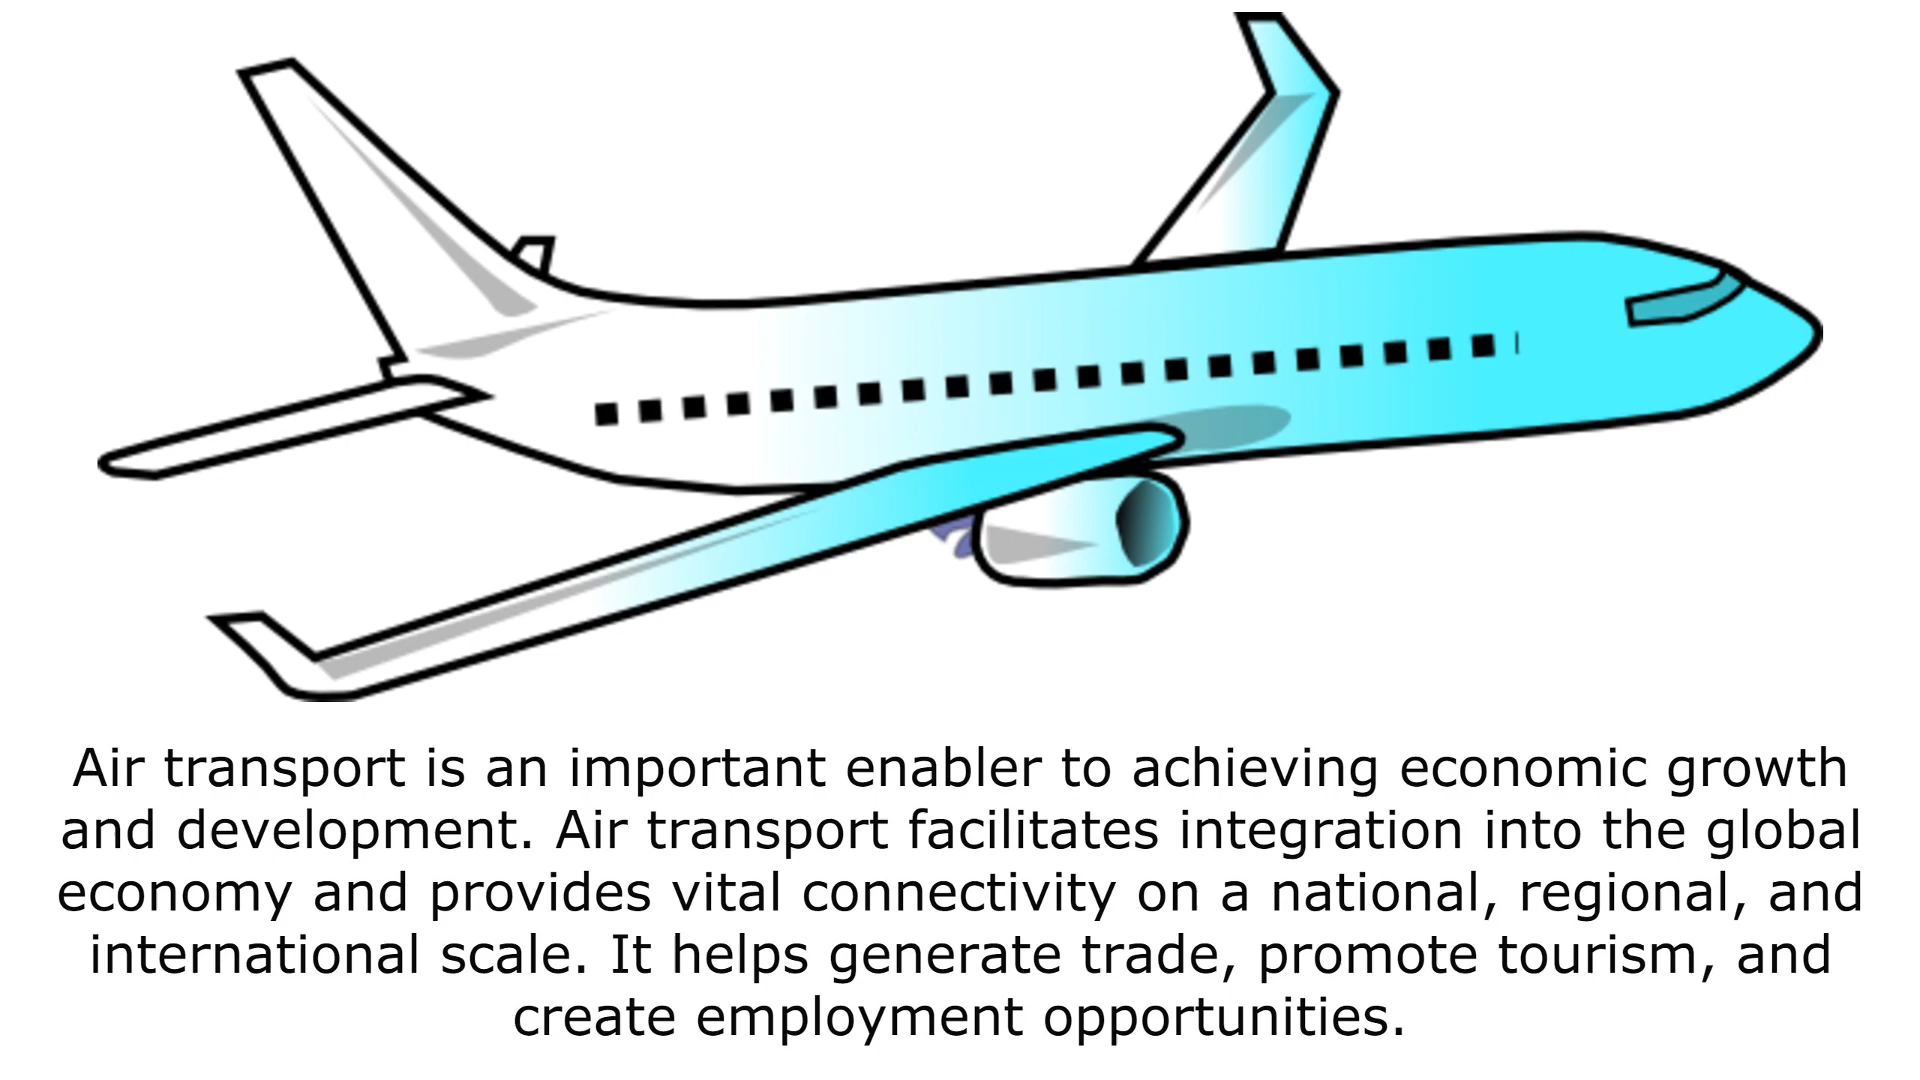 Air transport is an important enabler to achieving economic growth
and development. Air transport facilitates integration into the global
economy and provides vital connectivity on a national, regional, and
international scale. It helps generate trade, promote tourism, and
create employment opportunities.